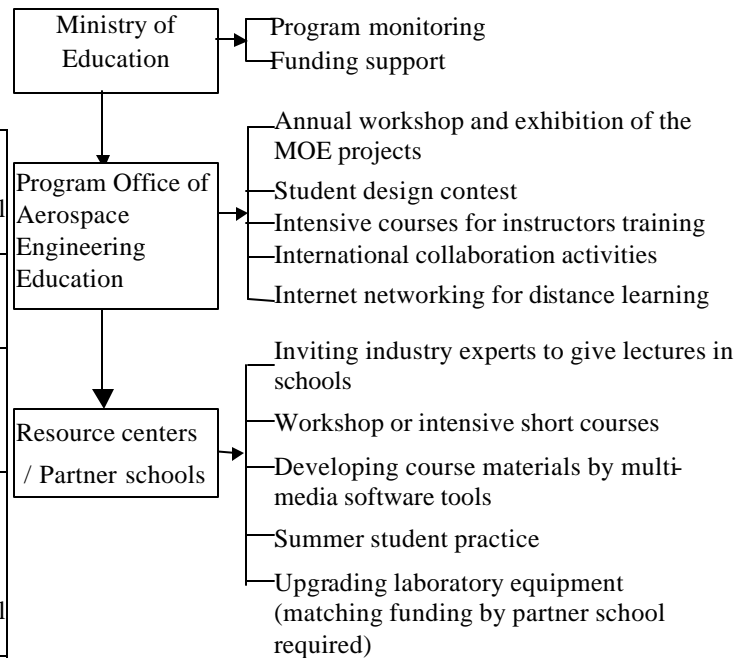 Ministry of
Education
Program monitoring
Funding support
Program Office of
Aerospace
Engineering
Education
Annual workshop and exhibition of the
MOE projects
Student design contest
Intensive courses for instructors training
International collaboration activities
Internet networking for distance learning
Resource centers
/ Partner schools
Inviting industry experts to give lectures in
schools
Workshop or intensive short courses
Developing course materials by multi-
media software tools
Summer student practice
Upgrading laboratory equipment
(matching funding by partner school
required)